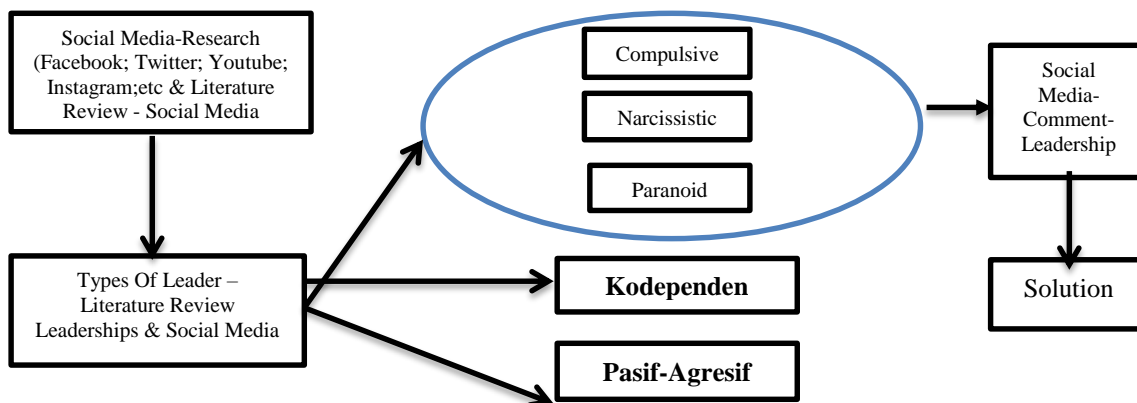 Social Media-Research
(Facebook; Twitter; Youtube;
Instagram;etc & Literature
Review - Social Media
Types Of Leader –
Literature Review
Leaderships & Social Media
Compulsive
Narcissistic
Paranoid
Kodependen
Pasif-Agresif
Social
Media-
Comment-
Leadership
Solution